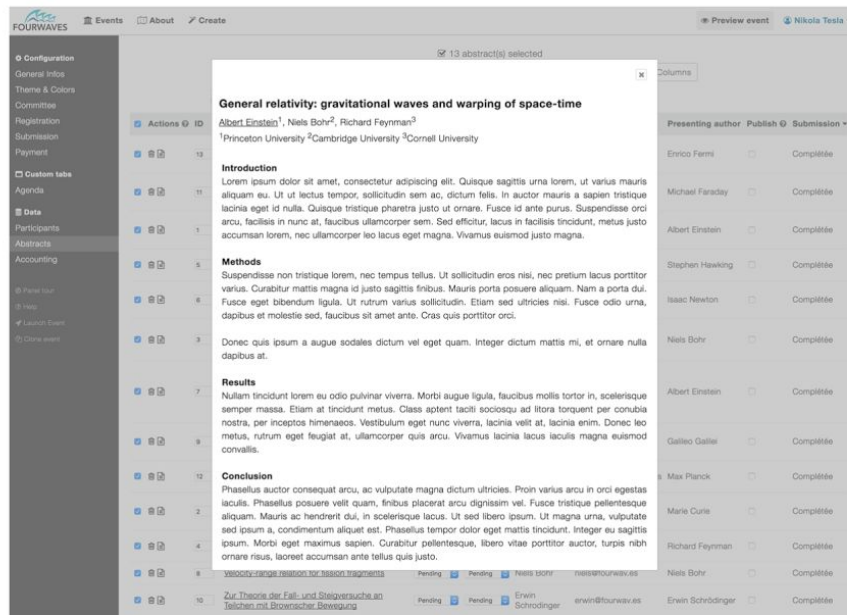 FOURWAVES
Events
About
Create
Preview event
Nikola Tesla
Configuration
General Infos
Theme & Colors
Committee
Registration
Submission
Payment
Custom tabs
Agenda
Data
Participants
Abstracts
Accounting
Panel tour
Help
Launch Event
Clone event
13 abstract(s) selected
Columns
Actions ID
Presenting author Publish Submission
General relativity: gravitational waves and warping of space-time
Albert Einstein¹, Niels Bohr², Richard Feynman³
¹Princeton University ²Cambridge University ³Cornell University
Introduction
Lorem ipsum dolor sit amet, consectetur adipiscing elit. Quisque sagittis urna lorem, ut varius mauris
aliquam eu. Ut ut lectus tempor, sollicitudin sem ac, dictum felis. In auctor mauris a sapien tristique
lacinia eget id nulla. Quisque tristique pharetra justo ut ornare. Fusce id ante purus. Suspendisse orci
arcu, facilisis in nunc at, faucibus ullamcorper sem. Sed efficitur, lacus in facilisis tincidunt, metus justo
accumsan lorem, nec ullamcorper leo lacus eget magna. Vivamus euismod justo magna.
Methods
Suspendisse non tristique lorem, nec tempus tellus. Ut sollicitudin eros nisi, nec pretium lacus porttitor
varius. Curabitur mattis magna id justo sagittis finibus. Mauris porta posuere aliquam. Nam a porta dui.
Fusce eget bibendum ligula. Ut rutrum varius sollicitudin. Etiam sed ultricies nisi. Fusce odio urna,
dapibus et molestie sed, faucibus sit amet ante. Cras quis porttitor orci.
Donec quis ipsum a augue sodales dictum vel eget quam. Integer dictum mattis mi, et ornare nulla
dapibus at.
Results
Nullam tincidunt lorem eu odio pulvinar viverra. Morbi augue ligula, faucibus mollis tortor in, scelerisque
semper massa. Etiam at tincidunt metus. Class aptent taciti sociosqu ad litora torquent per conubia
nostra, per inceptos himenaeos. Vestibulum eget nunc viverra, lacinia velit at, lacinia enim. Donec leo
metus, rutrum eget feugiat at, ullamcorper quis arcu. Vivamus lacinia lacus iaculis magna euismod
convallis.
Conclusion
Phasellus auctor consequat arcu, ac vulputate magna dictum ultricies. Proin varius arcu in orci egestas
iaculis. Phasellus posuere velit quam, finibus placerat arcu dignissim vel. Fusce tristique pellentesque
aliquam. Mauris ac hendrerit dui, in scelerisque lacus. Ut sed libero ipsum. Ut magna urna, vulputate
sed ipsum a, condimentum aliquet est. Phasellus tempor dolor eget mattis tincidunt. Integer eu sagittis
ipsum. Morbi eget maximus sapien. Curabitur pellentesque, libero vitae porttitor auctor, turpis nibh
ornare risus, laoreet accumsan ante tellus quis justo.
13 Enrico Fermi Complétée
11 Michael Faraday Complétée
1 Albert Einstein Complétée
5 Stephen Hawking Complétée
Isaac Newton Complétée
3 Niels Bohr Complétée
7 Albert Einstein Complétée
9 Galileo Galilei Complétée
12 s Max Planck Complétée
2 Marie Curie Complétée
4 Richard Feynman Complétée
Velocity-range relation for fission fragments Pending Pending Niels Bohr niels@fourwav.es Niels Bohr Complétée
10 Zur Theorie der Fall- und Steigversuche an Pending Pending Erwin erwin@fourwav.es Erwin Schrödinger Complétée
Teilchen mit Brownscher Bewegung Schrodinger